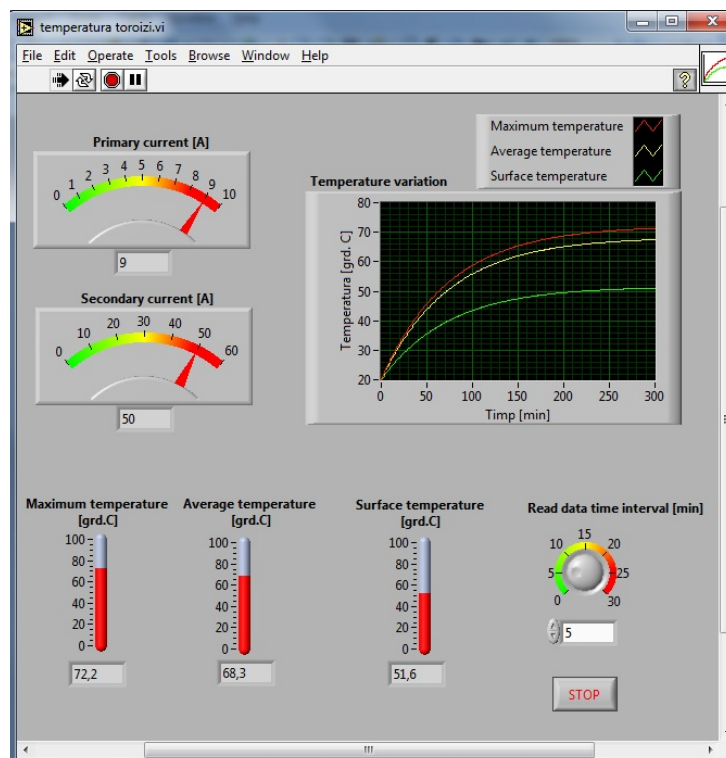 temperatura toroizi.vi
File Edit Operate Tools Browse Window Help
?
Primary current [A]
0 1 2 3 4 5 6 7 8 9 10
9
Secondary current [A]
0 10 20 30 40 50 60
50
Maximum temperature
Average temperature
Surface temperature
Temperature variation
Temperatura [grd. C]
80
70
60
50
40
30
20
0 50 100 150 200 250 300
Timp [min]
Maximum temperature
[grd.C]
100
80
60
40
20
0
72,2
Average temperature
[grd.C]
100
80
60
40
20
0
68,3
Surface temperature
[grd.C]
100
80
60
40
20
0
51,6
Read data time interval [min]
0 5 10 15 20 25 30
5
STOP